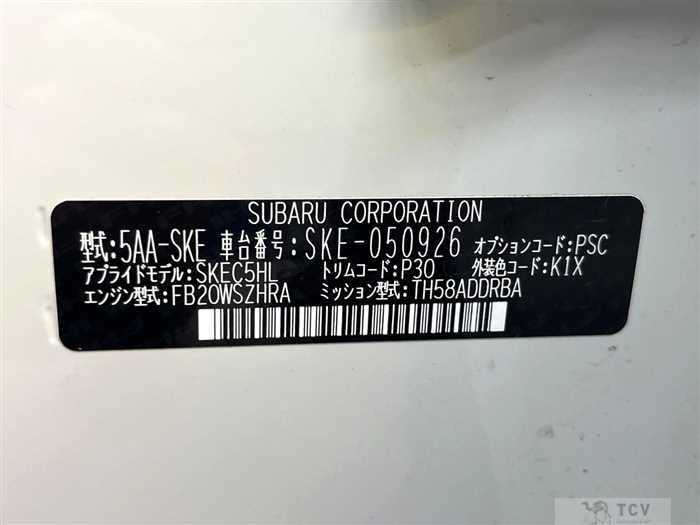 SUBARU CORPORATION
型式:5AA-SKE 車台番号:SKE-050926 オプションコード:PSC
アプライドモデル:SKEC5HL トリムコード:P30 外装色コード:K1X
エンジン型式:FB20WSZHRA ミッション型式:TH58ADDRBA
TCV